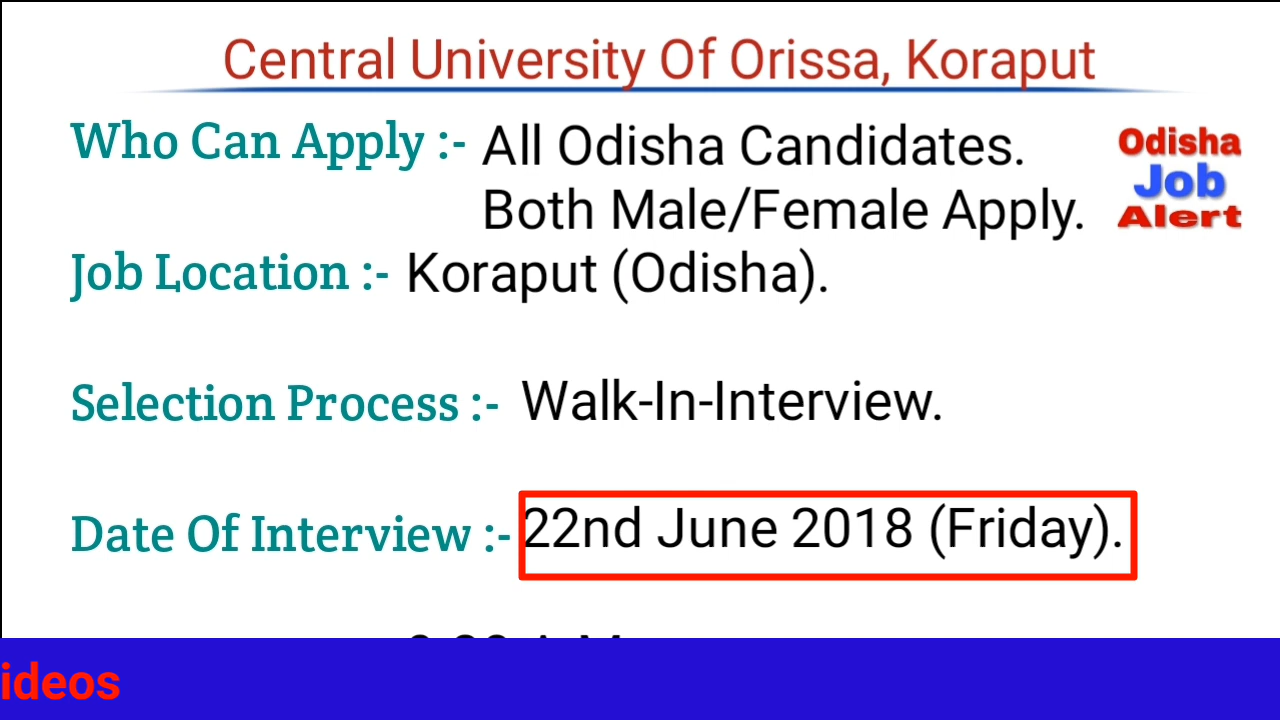 Central University Of Orissa, Koraput
Who Can Apply :- All Odisha Candidates.
Both Male/Female Apply.
Odisha
Job
Alert
Job Location :- Koraput (Odisha).
Selection Process :- Walk-In-Interview.
Date Of Interview :- 22nd June 2018 (Friday).
ideos